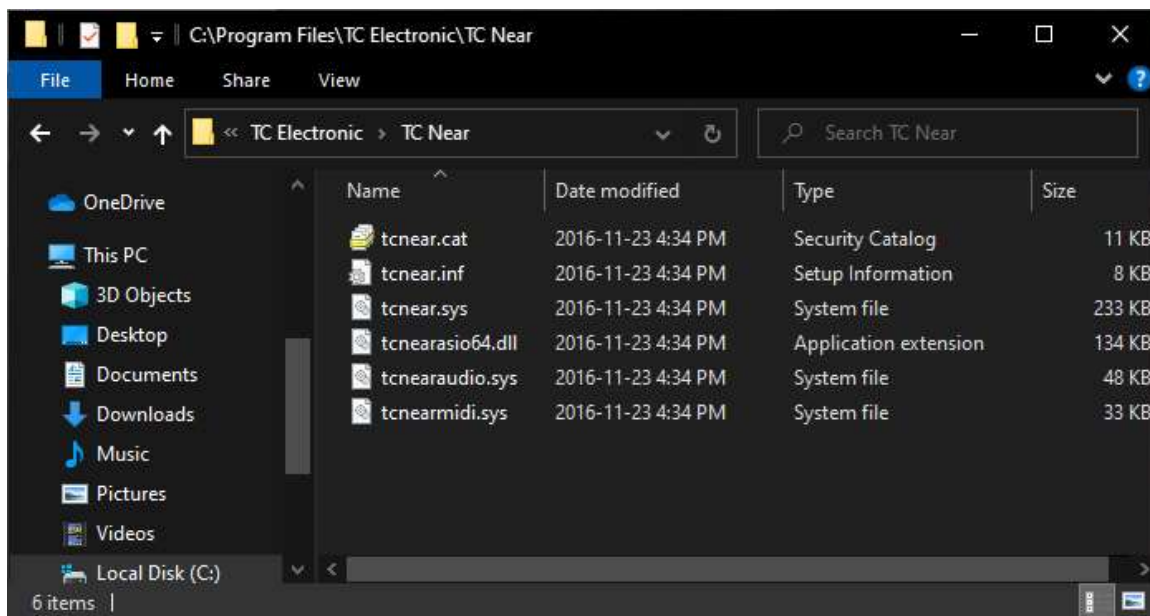 C:\Program Files\TC Electronic\TC Near
File Home Share View
« TC Electronic › TC Near Search TC Near
Name Date modified Type Size
OneDrive
This PC
3D Objects
Desktop
Documents
Downloads
Music
Pictures
Videos
Local Disk (C:)
tcnear.cat 2016-11-23 4:34 PM Security Catalog 11 KB
tcnear.inf 2016-11-23 4:34 PM Setup Information 8 KB
tcnear.sys 2016-11-23 4:34 PM System file 233 KB
tcnearasio64.dll 2016-11-23 4:34 PM Application extension 134 KB
tcnearaudio.sys 2016-11-23 4:34 PM System file 48 KB
tcnearmidi.sys 2016-11-23 4:34 PM System file 33 KB
6 items